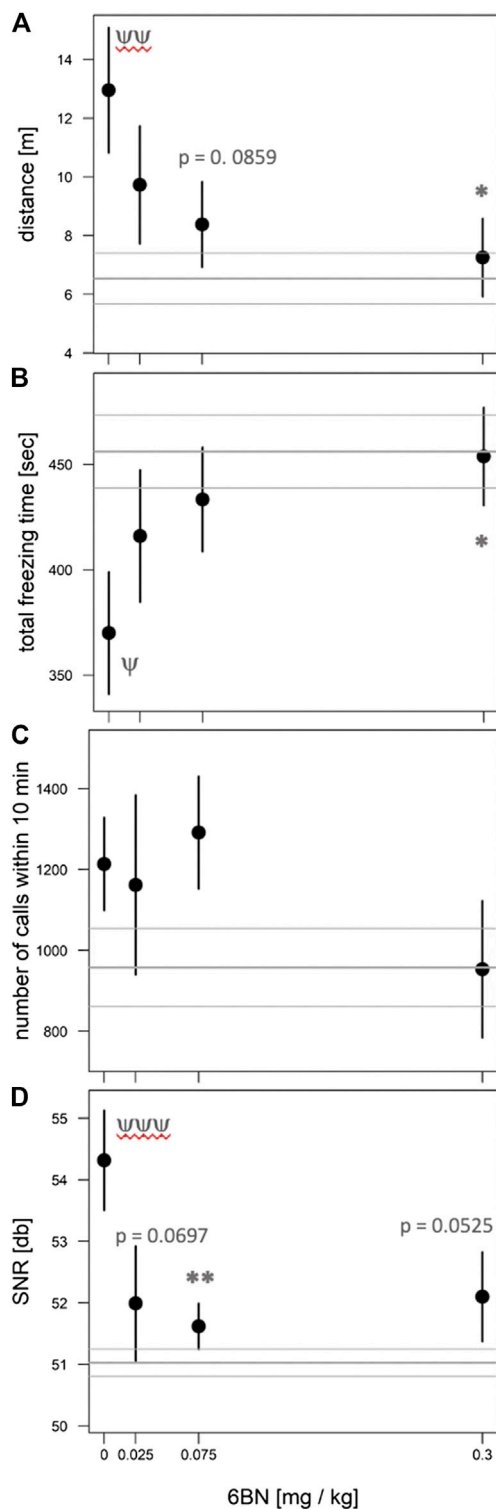 A
ψψ
14
12
10
8
6
4
distance [m]
p = 0. 0859
*
B
450
400
350
total freezing time [sec]
ψ
*
C
1400
1200
1000
800
number of calls within 10 min
D
ψψψ
55
54
53
52
51
50
SNR [db]
p = 0.0697
**
p = 0.0525
0 0.025 0.075 0.3
6BN [mg / kg]